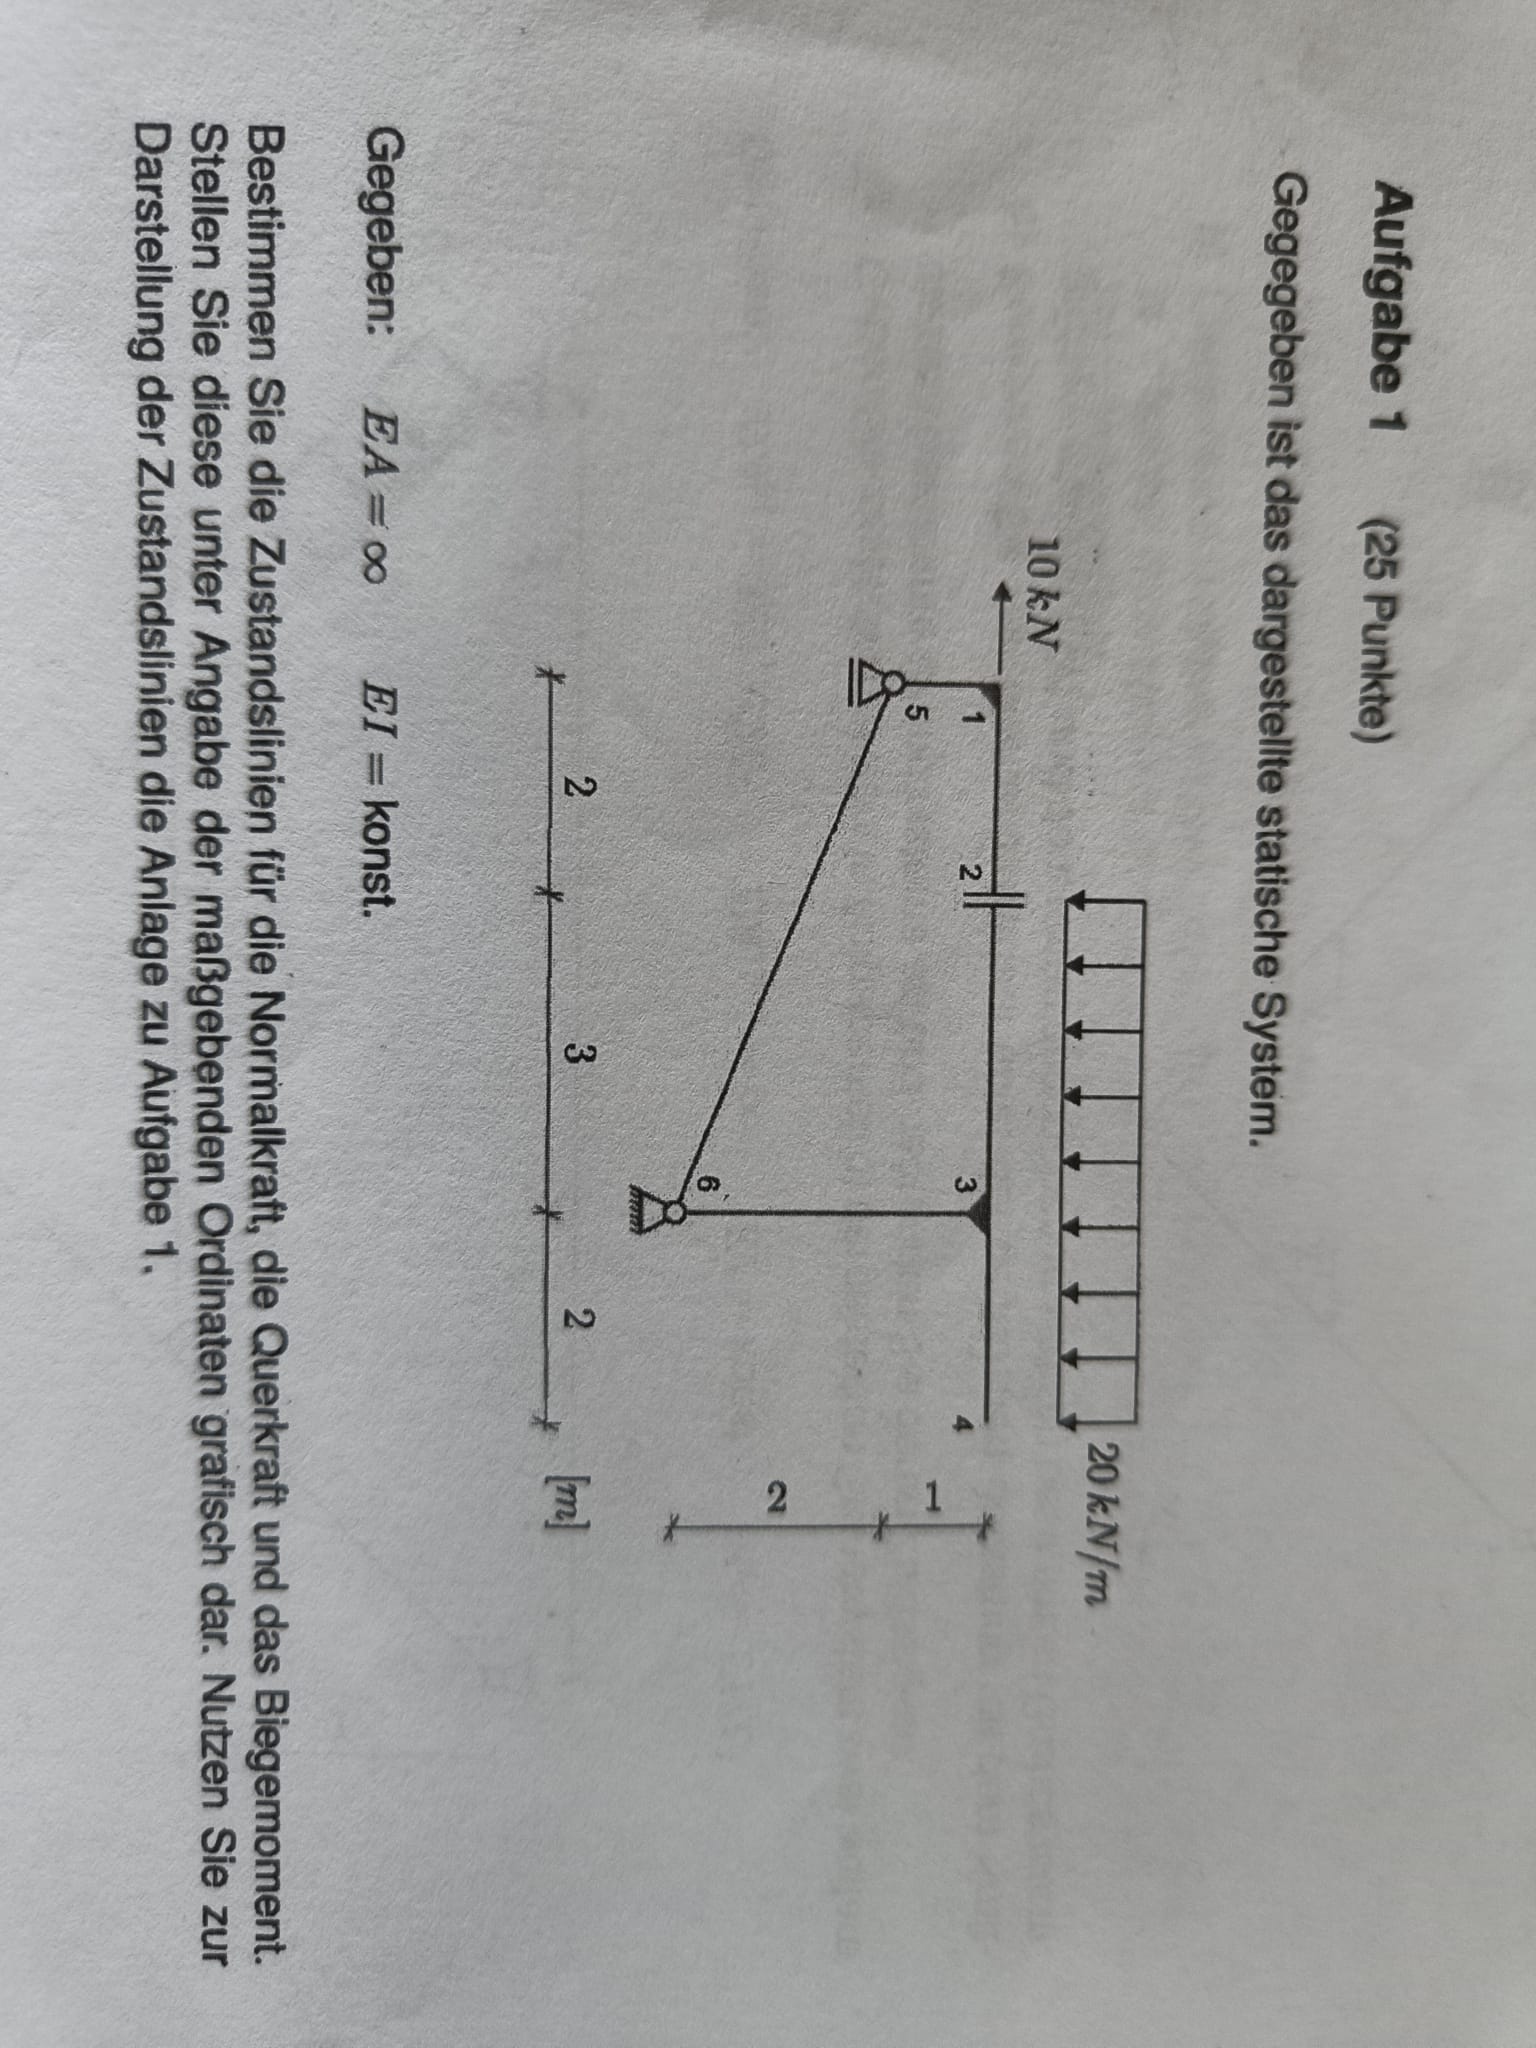 Aufgabe 1 (25 Punkte)
Gegegeben ist das dargestellte statische System.
20 kN/m
10 kN
1
2
3
4
5
6
1
2
2
3
2
[m]
Gegeben: EA = ∞ EI = konst.
Bestimmen Sie die Zustandslinien für die Normalkraft, die Querkraft und das Biegemoment.
Stellen Sie diese unter Angabe der maßgebenden Ordinaten grafisch dar. Nutzen Sie zur
Darstellung der Zustandslinien die Anlage zu Aufgabe 1.